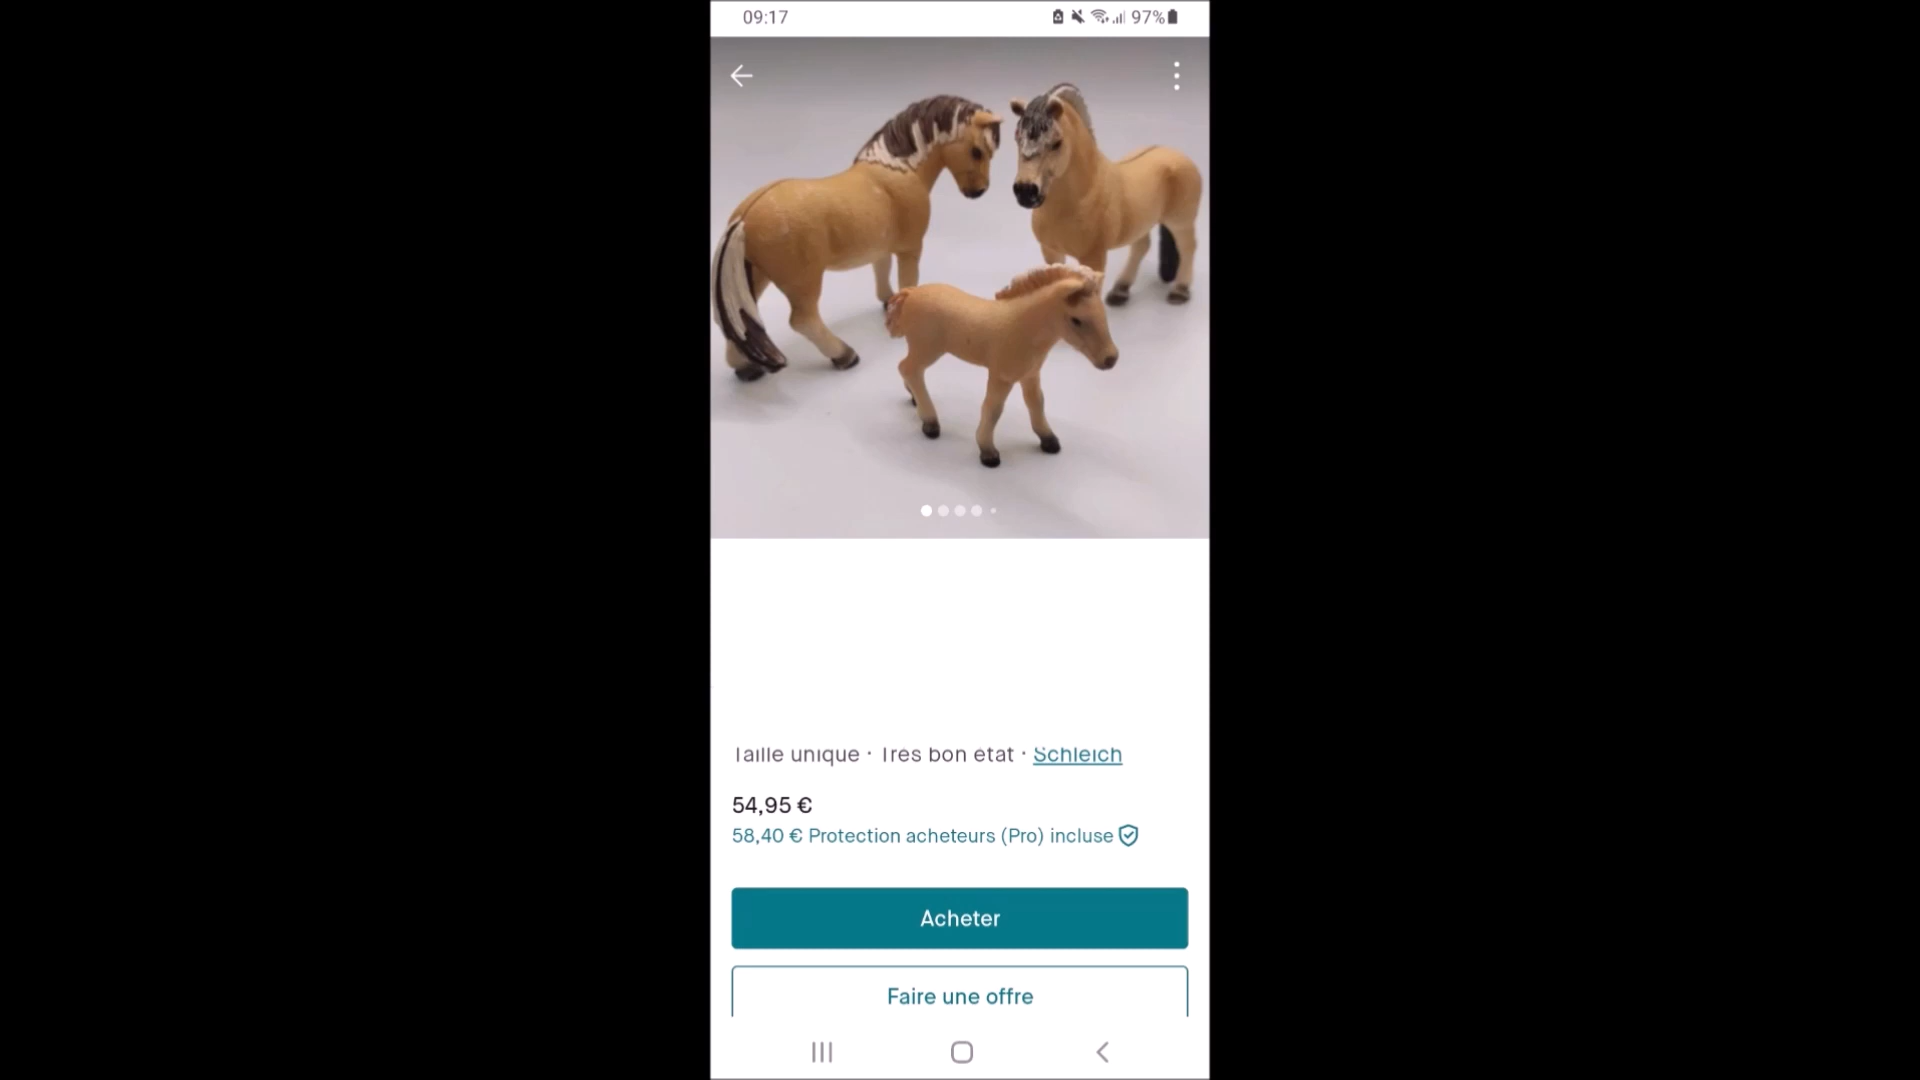 09:17
97%
Taille unique · Très bon état · Schleich
54,95 €
58,40 € Protection acheteurs (Pro) incluse
Acheter
Faire une offre